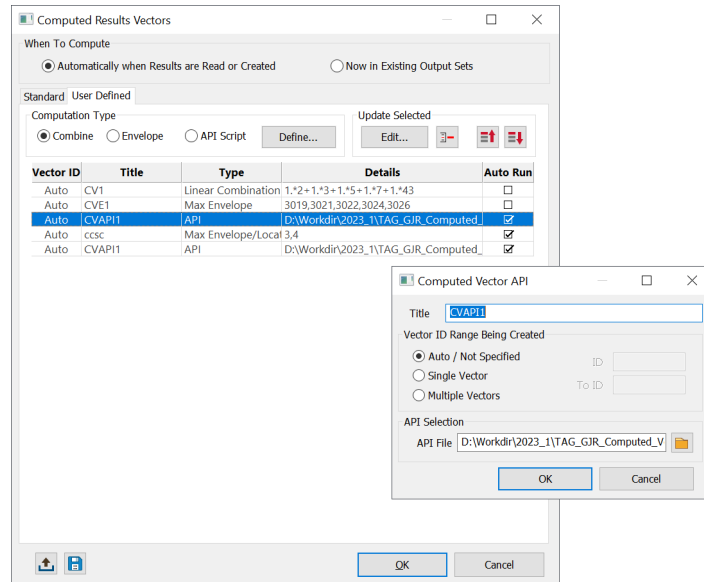 Computed Results Vectors
When To Compute
Automatically when Results are Read or Created Now in Existing Output Sets
Standard User Defined
Computation Type Update Selected
Combine Envelope API Script Define... Edit...
Vector ID Title Type Details Auto Run
Auto CV1 Linear Combination 1.*2+1.*3+1.*5+1.*7+1.*43
Auto CVE1 Max Envelope 3019,3021,3022,3024,3026
Auto CVAPI1 API D:\Workdir\2023_1\TAG_GJR_Computed_
Auto ccsc Max Envelope/Locat 3,4
Auto CVAPI1 API D:\Workdir\2023_1\TAG_GJR_Computed_
Computed Vector API
Title CVAPI1
Vector ID Range Being Created
Auto / Not Specified ID
Single Vector To ID
Multiple Vectors
API Selection
API File D:\Workdir\2023_1\TAG_GJR_Computed_V
OK Cancel
OK Cancel